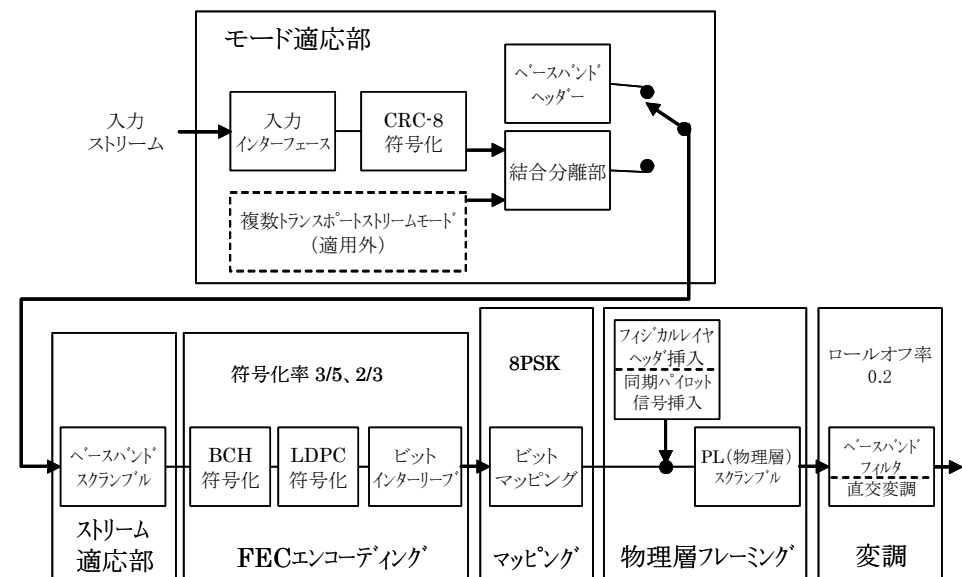 モード適応部
ベースバンド
ヘッダー
入力
ストリーム
入力
インターフェース
CRC-8
符号化
結合分離部
複数トランスポートストリームモード
(適用外)
符号化率 3/5、2/3
8PSK
フィジカルレイヤ
ヘッダ挿入
同期パイロット
信号挿入
ロールオフ率
0.2
ベースバンド
スクランブル
BCH
符号化
LDPC
符号化
ビット
インターリーブ
ビット
マッピング
PL(物理層)
スクランブル
ベースバンド
フィルタ
直交変調
ストリーム
適応部
FECエンコーディング
マッピング
物理層フレーミング
変調